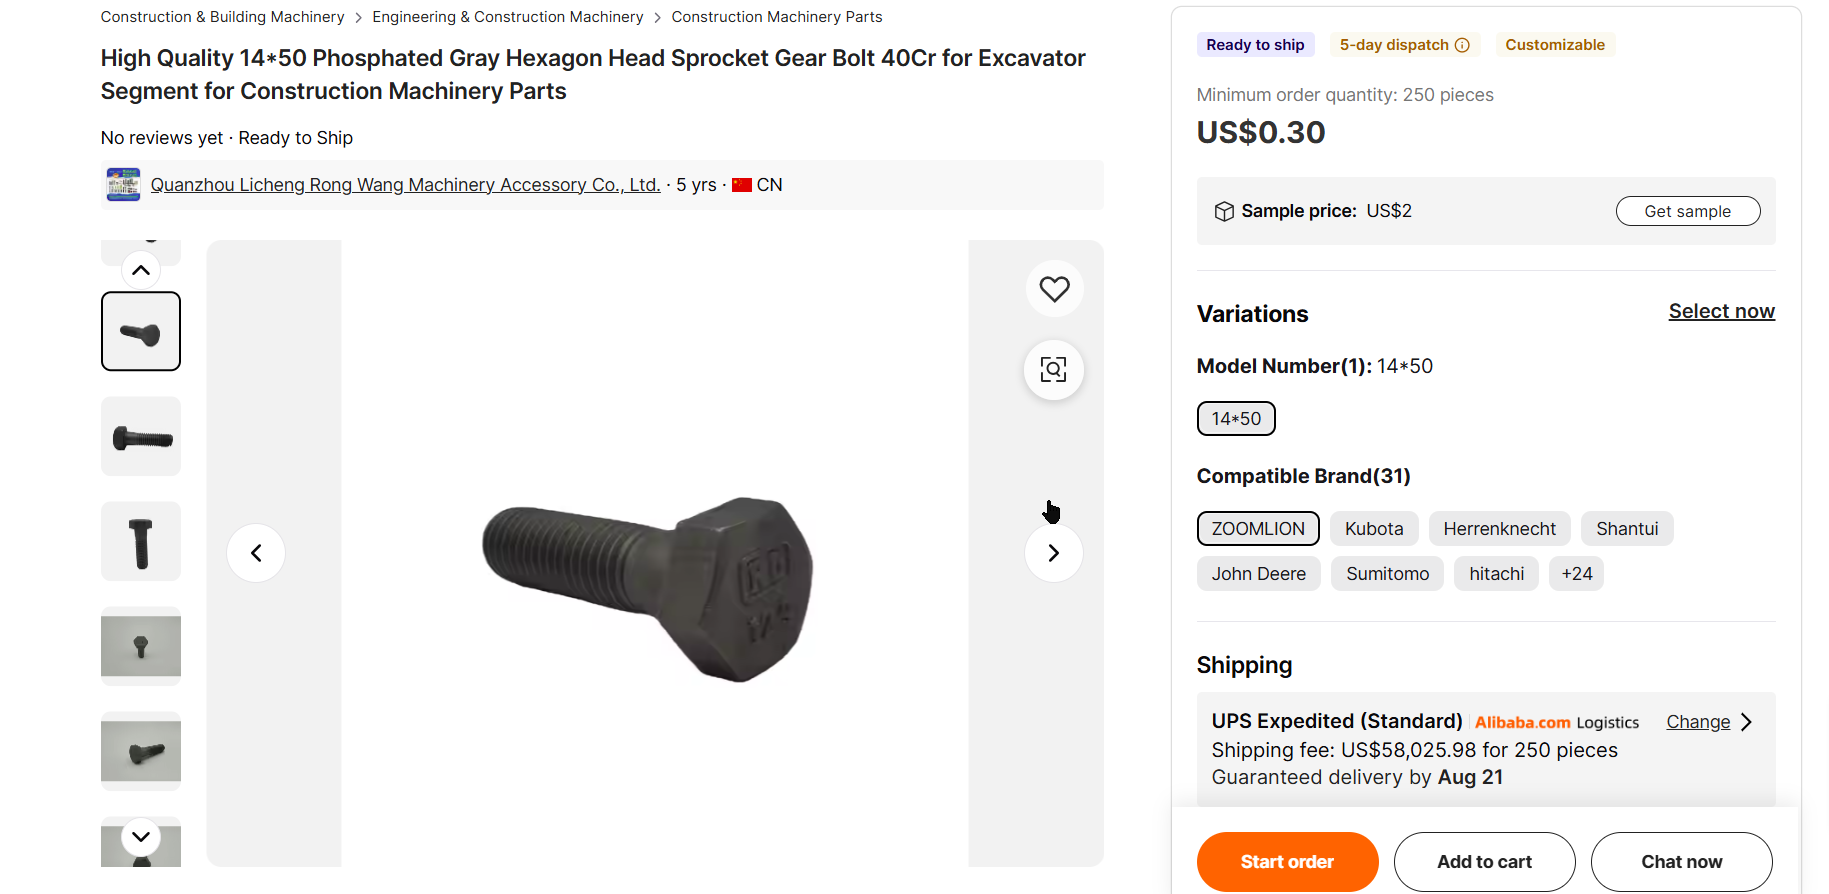 Construction & Building Machinery > Engineering & Construction Machinery > Construction Machinery Parts
High Quality 14*50 Phosphated Gray Hexagon Head Sprocket Gear Bolt 40Cr for Excavator
Segment for Construction Machinery Parts
No reviews yet · Ready to Ship
Quanzhou Licheng Rong Wang Machinery Accessory Co., Ltd. · 5 yrs · CN
Ready to ship 5-day dispatch Customizable
Minimum order quantity: 250 pieces
US$0.30
Sample price: US$2 Get sample
Variations Select now
Model Number(1): 14*50
14*50
Compatible Brand(31)
ZOOMLION Kubota Herrenknecht Shantui
John Deere Sumitomo hitachi +24
Shipping
UPS Expedited (Standard) Alibaba.com Logistics Change >
Shipping fee: US$58,025.98 for 250 pieces
Guaranteed delivery by Aug 21
Start order Add to cart Chat now